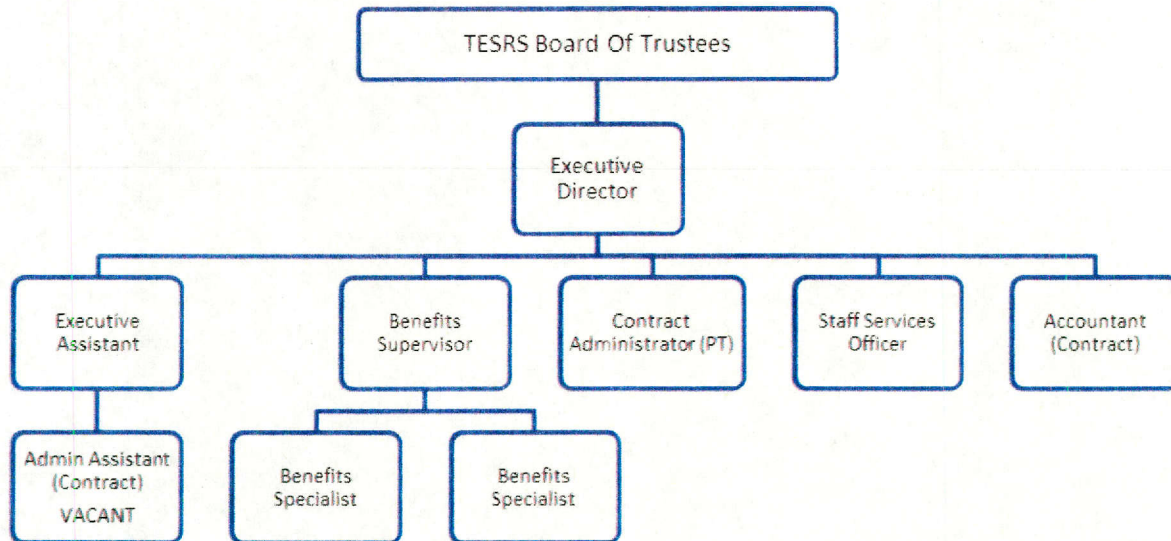 TESRS Board Of Trustees
Executive
Director
Executive
Assistant
Benefits
Supervisor
Contract
Administrator (PT)
Staff Services
Officer
Accountant
(Contract)
Admin Assistant
(Contract)
VACANT
Benefits
Specialist
Benefits
Specialist